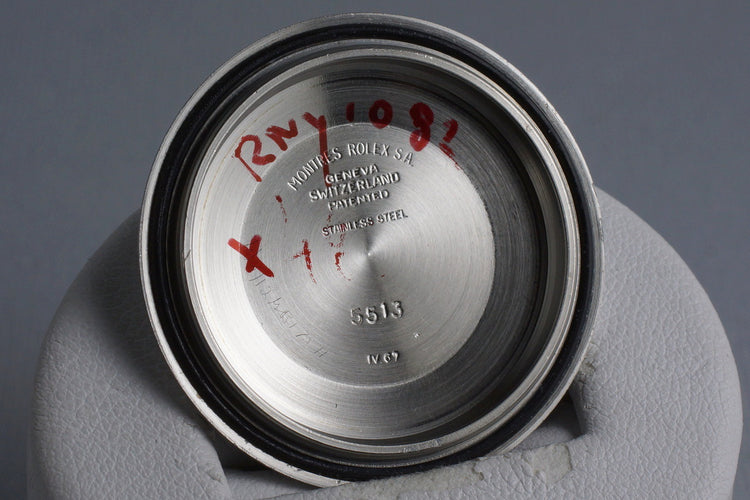 RNY 1081
MONTRES ROLEX S.A.
GENEVA
SWITZERLAND
PATENTED
STAINLESS STEEL
X
5513
IV.67